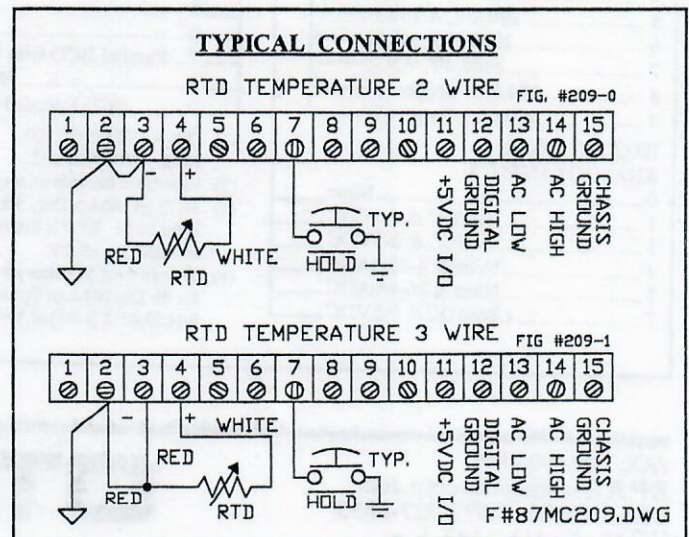 TYPICAL CONNECTIONS
RTD TEMPERATURE 2 WIRE FIG. #209-0
1 2 3 4 5 6 7 8 9 10 11 12 13 14 15
- +
RED WHITE
RTD
TYP.
HOLD
+5VDC I/O
DIGITAL GROUND
AC LOW
AC HIGH
CHASIS GROUND
RTD TEMPERATURE 3 WIRE FIG #209-1
1 2 3 4 5 6 7 8 9 10 11 12 13 14 15
- +
WHITE
RED
RED
RTD
TYP.
HOLD
+5VDV I/O
DIGITAL GROUND
AC LOW
AC HIGH
CHASIS GROUND
F#87MC209.DWG